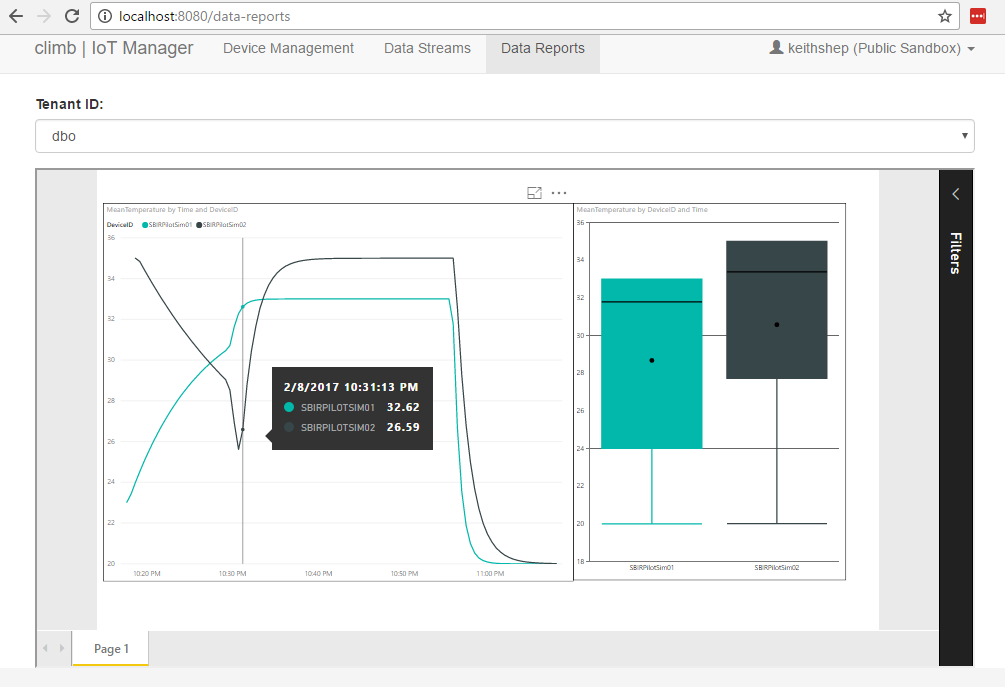 localhost:8080/data-reports
climb | IoT Manager
Device Management
Data Streams
Data Reports
keithshep (Public Sandbox)
Tenant ID:
dbo
MeanTemperature by Time and DeviceID
DeviceID SBIRPilotSim01 SBIRPilotSim02
36
34
32
30
28
26
24
22
20
10:20 PM 10:30 PM 10:40 PM 10:50 PM 11:00 PM
2/8/2017 10:31:13 PM
SBIRPILOTSIM01 32.62
SBIRPILOTSIM02 26.59
MeanTemperature by DeviceID and Time
36
34
32
30
28
26
24
22
20
18
SBIRPilotSim01 SBIRPilotSim02
Filters
Page 1